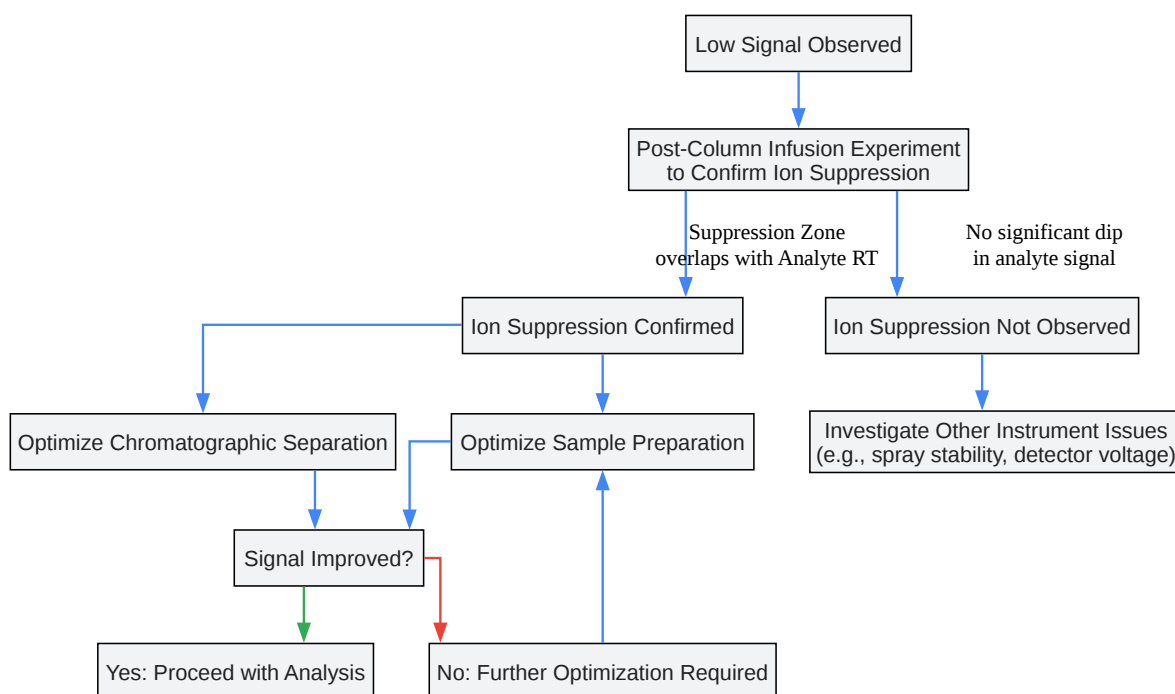 Low Signal Observed
Post-Column Infusion Experiment
to Confirm Ion Suppression
Suppression Zone
overlaps with Analyte RT
No significant dip
in analyte signal
Ion Suppression Confirmed
Ion Suppression Not Observed
Optimize Chromatographic Separation
Optimize Sample Preparation
Investigate Other Instrument Issues
(e.g., spray stability, detector voltage)
Signal Improved?
Yes: Proceed with Analysis
No: Further Optimization Required